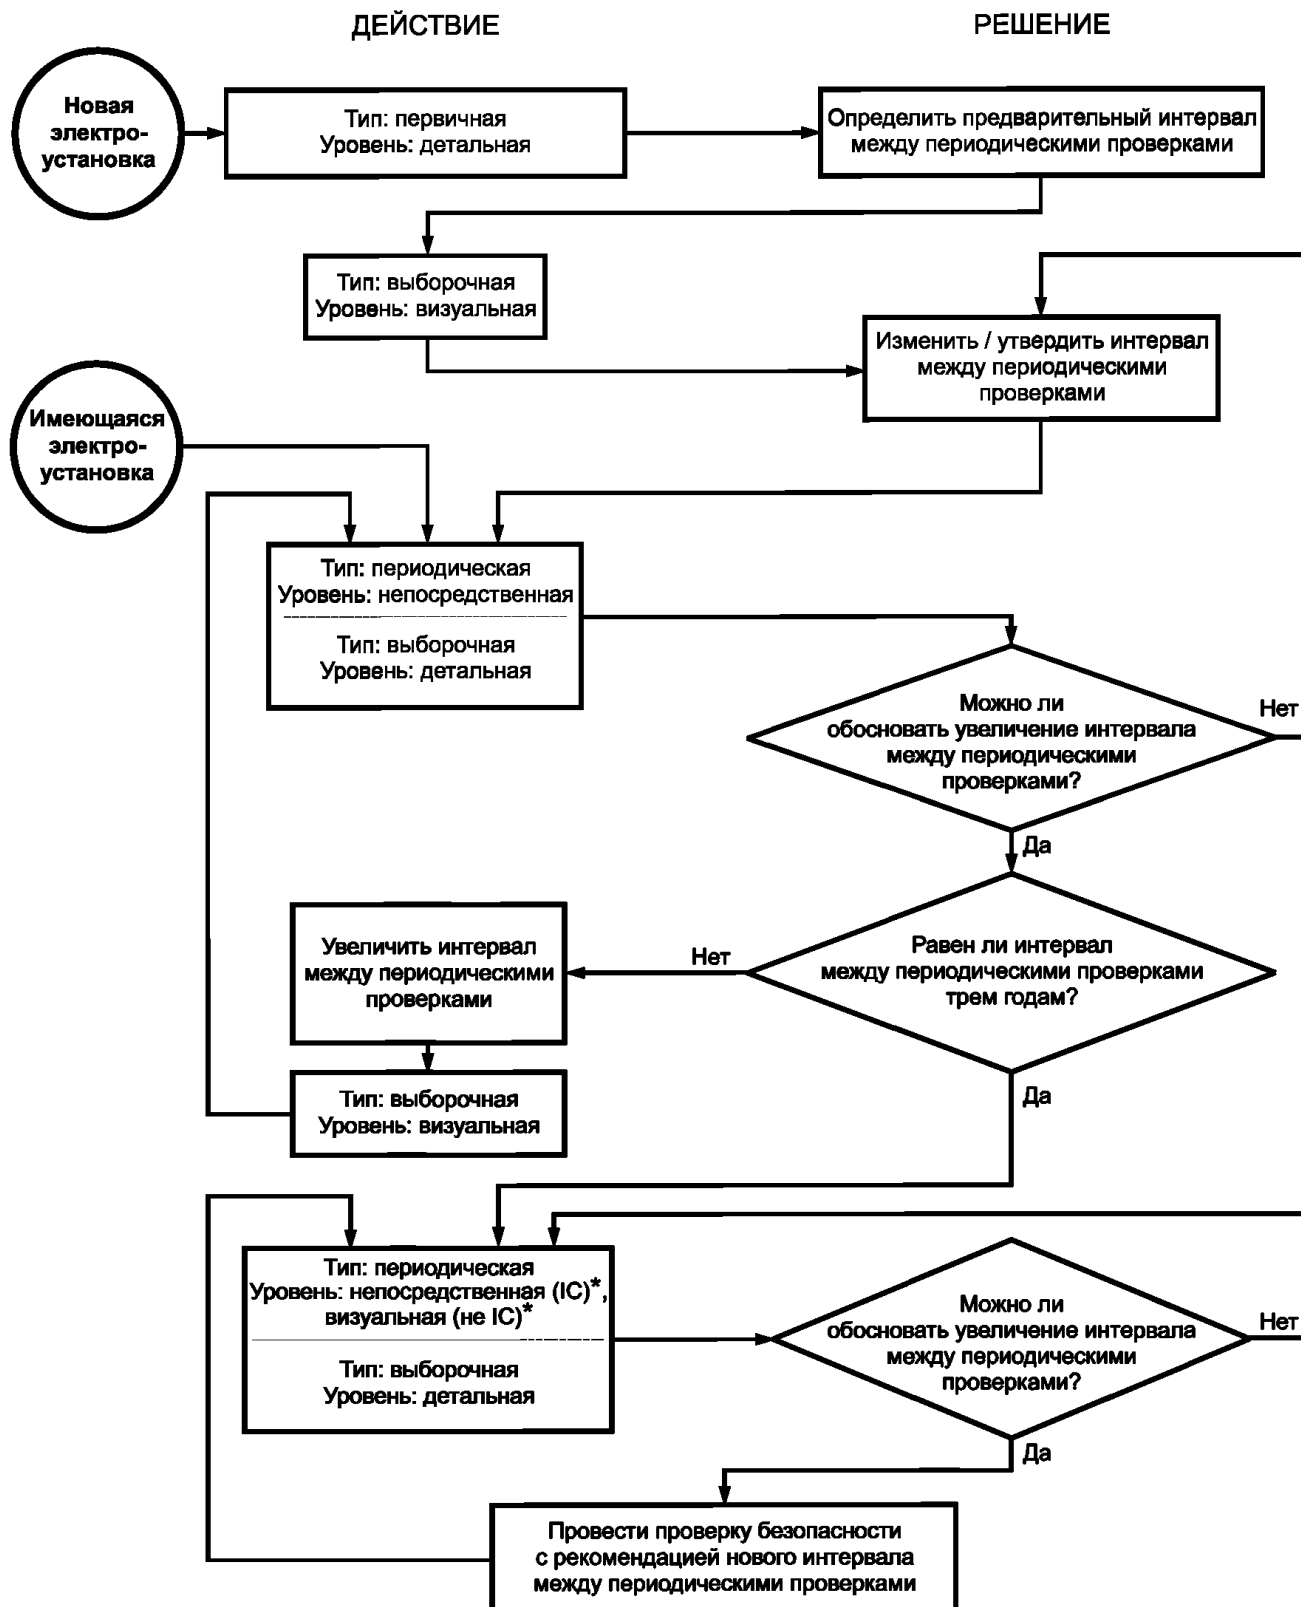 ДЕЙСТВИЕ
РЕШЕНИЕ
Новая
электро-
установка
Тип: первичная
Уровень: детальная
Определить предварительный интервал
между периодическими проверками
Тип: выборочная
Уровень: визуальная
Изменить / утвердить интервал
между периодическими
проверками
Имеющаяся
электро-
установка
Тип: периодическая
Уровень: непосредственная
Тип: выборочная
Уровень: детальная
Можно ли
обосновать увеличение интервала
между периодическими
проверками?
Нет
Да
Увеличить интервал
между периодическими
проверками
Нет
Равен ли интервал
между периодическими проверками
трем годам?
Тип: выборочная
Уровень: визуальная
Да
Тип: периодическая
Уровень: непосредственная (IC)*,
визуальная (не IC)*
Тип: выборочная
Уровень: детальная
Можно ли
обосновать увеличение интервала
между периодическими
проверками?
Нет
Да
Провести проверку безопасности
с рекомендацией нового интервала
между периодическими проверками